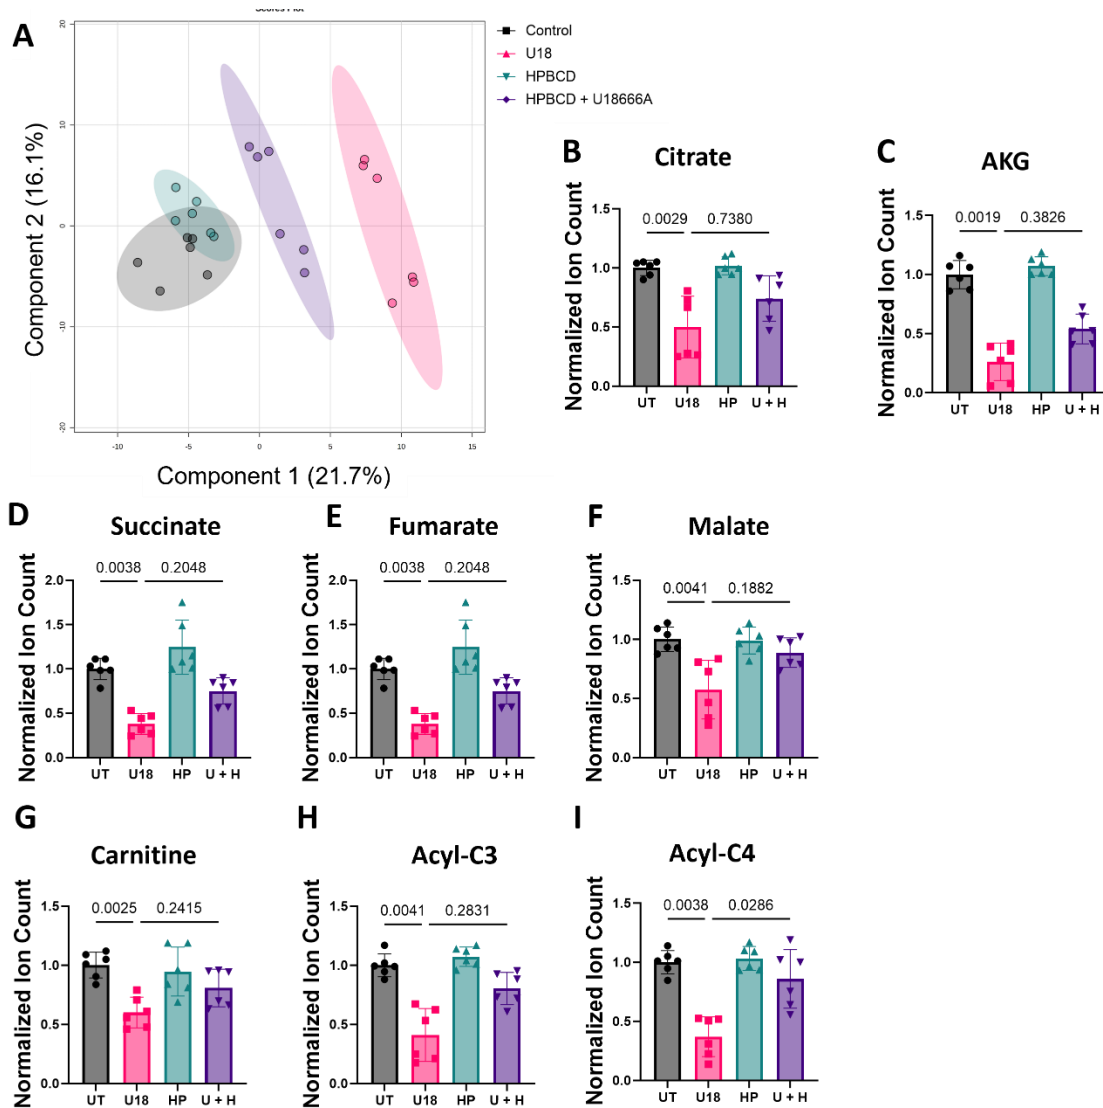 Scores Plot
A
20
10
0
-10
-20
Component 2 (16.1%)
-10
-5
0
5
10
15
Component 1 (21.7%)
Control
U18
HPBCD
HPBCD + U18666A
B
Citrate
Normalized Ion Count
1.5
1.0
0.5
0.0
0.0029
0.7380
UT U18 HP U + H
C
AKG
Normalized Ion Count
1.5
1.0
0.5
0.0
0.0019
0.3826
UT U18 HP U + H
D
Succinate
Normalized Ion Count
2.0
1.5
1.0
0.5
0.0
0.0038
0.2048
UT U18 HP U + H
E
Fumarate
Normalized Ion Count
2.0
1.5
1.0
0.5
0.0
0.0038
0.2048
UT U18 HP U + H
F
Malate
Normalized Ion Count
1.5
1.0
0.5
0.0
0.0041
0.1882
UT U18 HP U + H
G
Carnitine
Normalized Ion Count
1.5
1.0
0.5
0.0
0.0025
0.2415
UT U18 HP U + H
H
Acyl-C3
Normalized Ion Count
1.5
1.0
0.5
0.0
0.0041
0.2831
UT U18 HP U + H
I
Acyl-C4
Normalized Ion Count
1.5
1.0
0.5
0.0
0.0038
0.0286
UT U18 HP U + H